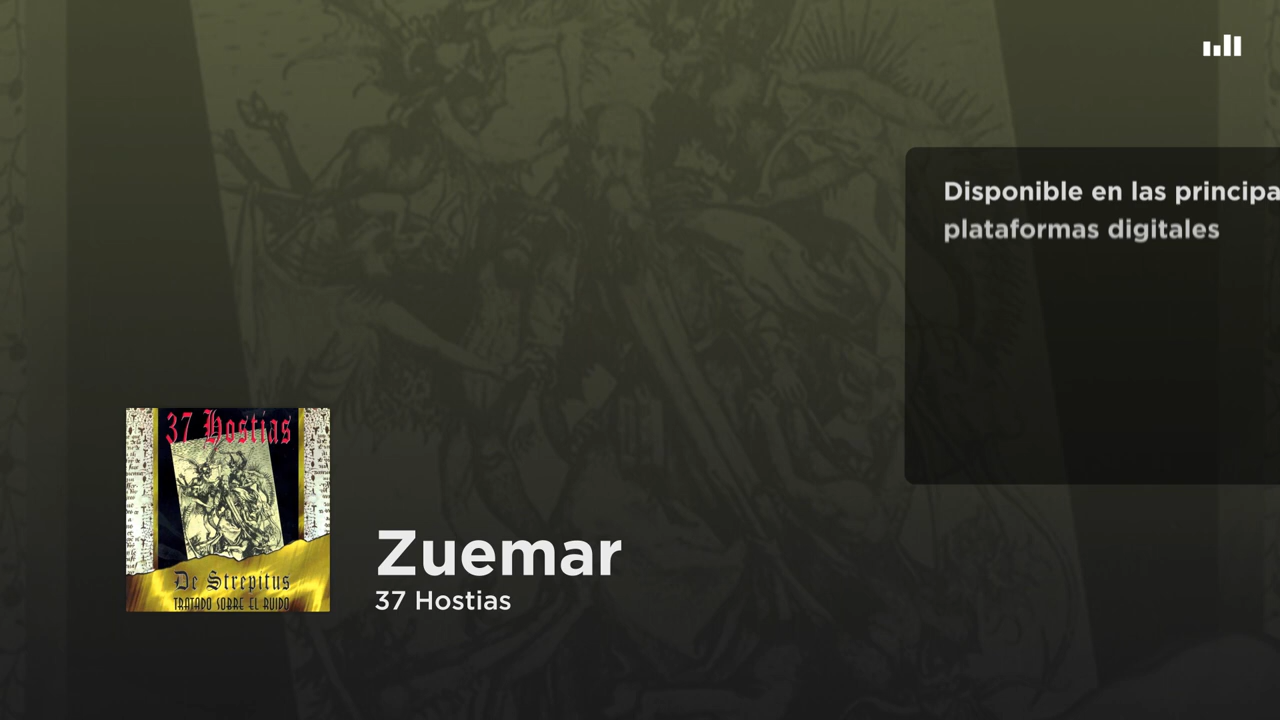 Disponible en las principa
plataformas digitales
37 Hostias
De Strepitus
TRATADO SOBRE EL RUIDO
Zuemar
37 Hostias